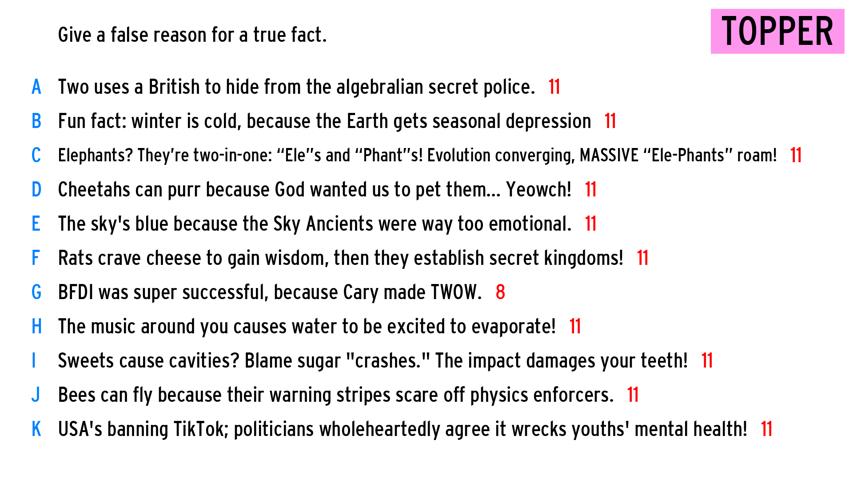 Give a false reason for a true fact.
TOPPER
A Two uses a British to hide from the algebralian secret police. 11
B Fun fact: winter is cold, because the Earth gets seasonal depression 11
C Elephants? They're two-in-one: “Ele”s and “Phant”s! Evolution converging, MASSIVE “Ele-Phants” roam! 11
D Cheetahs can purr because God wanted us to pet them... Yeowch! 11
E The sky's blue because the Sky Ancients were way too emotional. 11
F Rats crave cheese to gain wisdom, then they establish secret kingdoms! 11
G BFDI was super successful, because Cary made TWOW. 8
H The music around you causes water to be excited to evaporate! 11
I Sweets cause cavities? Blame sugar "crashes." The impact damages your teeth! 11
J Bees can fly because their warning stripes scare off physics enforcers. 11
K USA's banning TikTok; politicians wholeheartedly agree it wrecks youths' mental health! 11